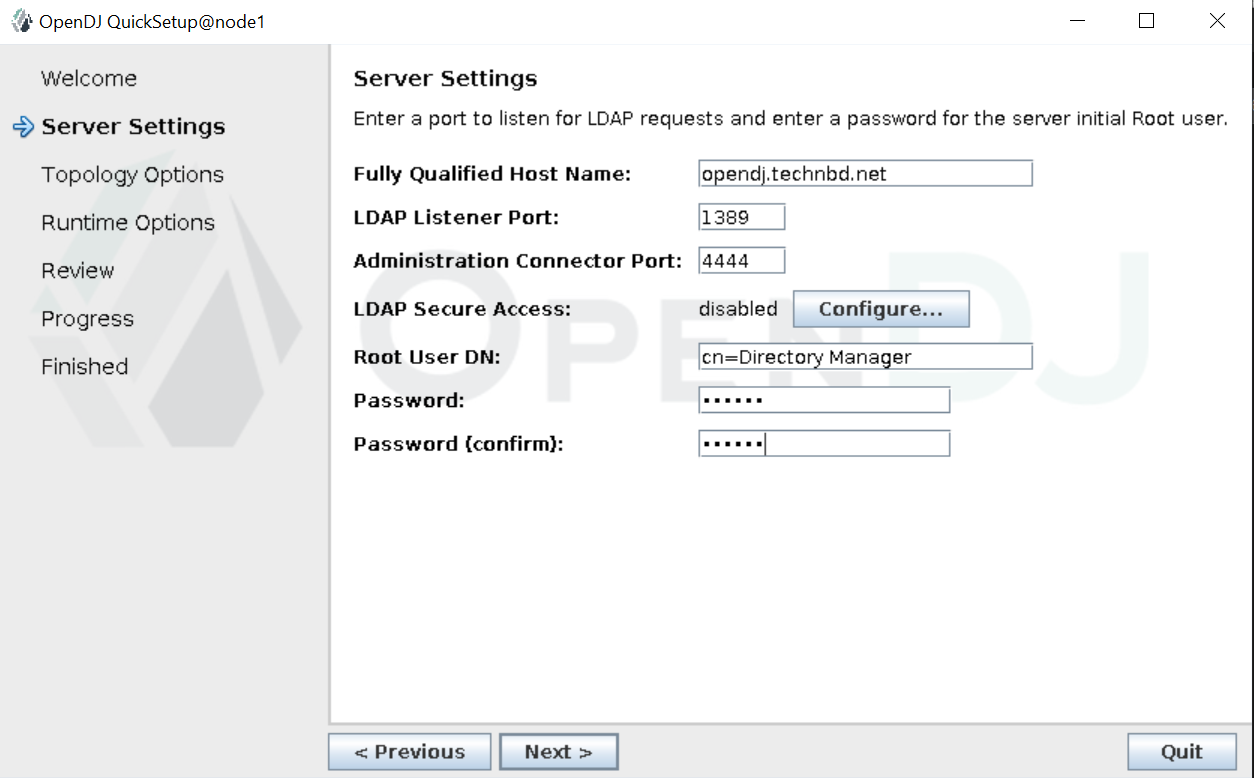 OpenDJ QuickSetup@node1
Welcome
Server Settings
Topology Options
Runtime Options
Review
Progress
Finished
Server Settings
Enter a port to listen for LDAP requests and enter a password for the server initial Root user.
Fully Qualified Host Name: opendj.technbd.net
LDAP Listener Port: 1389
Administration Connector Port: 4444
LDAP Secure Access: disabled Configure...
Root User DN: cn=Directory Manager
Password: ••••••
Password (confirm): ••••••
OPENDJ
< Previous Next > Quit